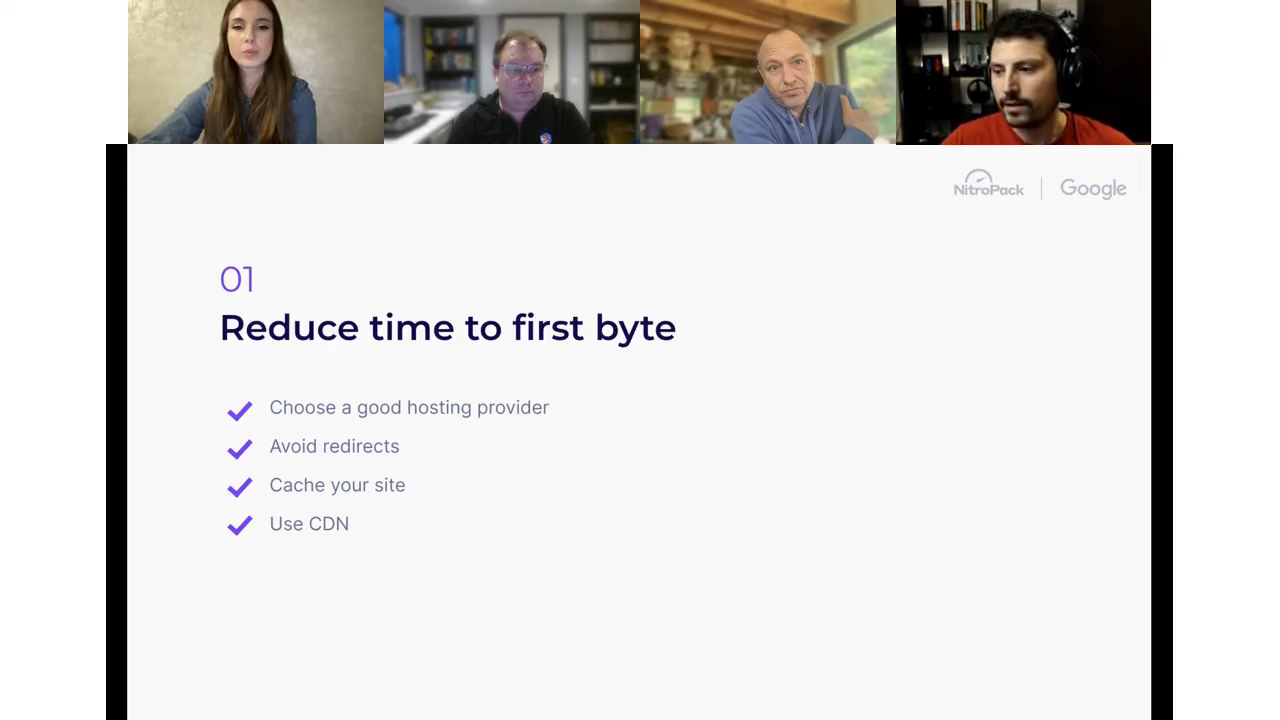 NitroPack | Google
01
Reduce time to first byte
Choose a good hosting provider
Avoid redirects
Cache your site
Use CDN